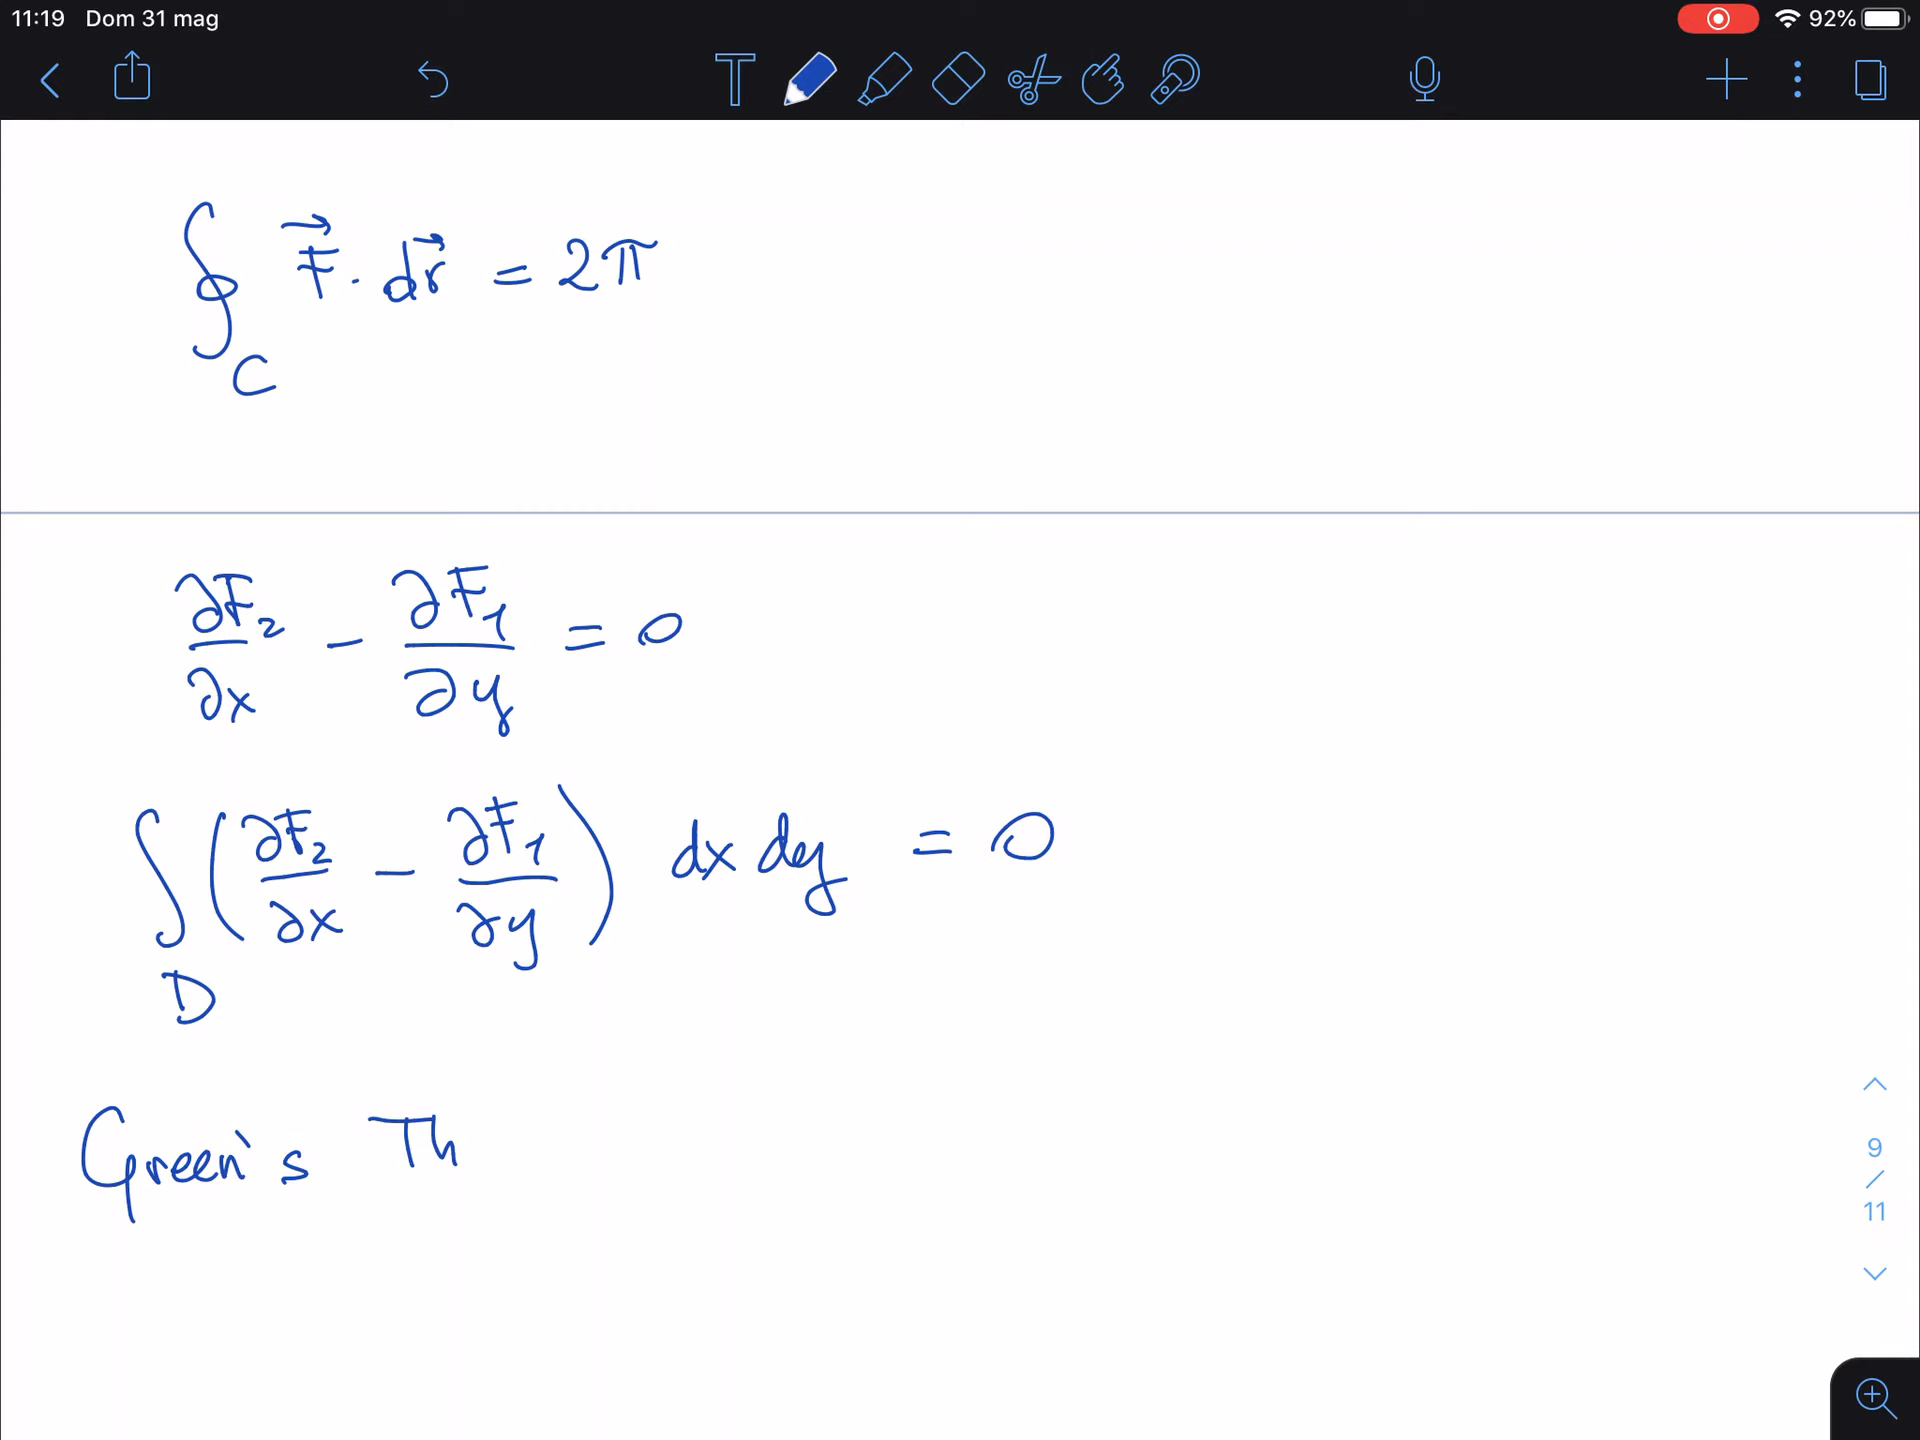 11:19 Dom 31 mag 92%
T
∮_C F⃗ · dr⃗ = 2π
∂F₂/∂x − ∂F₁/∂y = 0
∫_D (∂F₂/∂x − ∂F₁/∂y) dx dy = 0
Green's Th
9
/
11